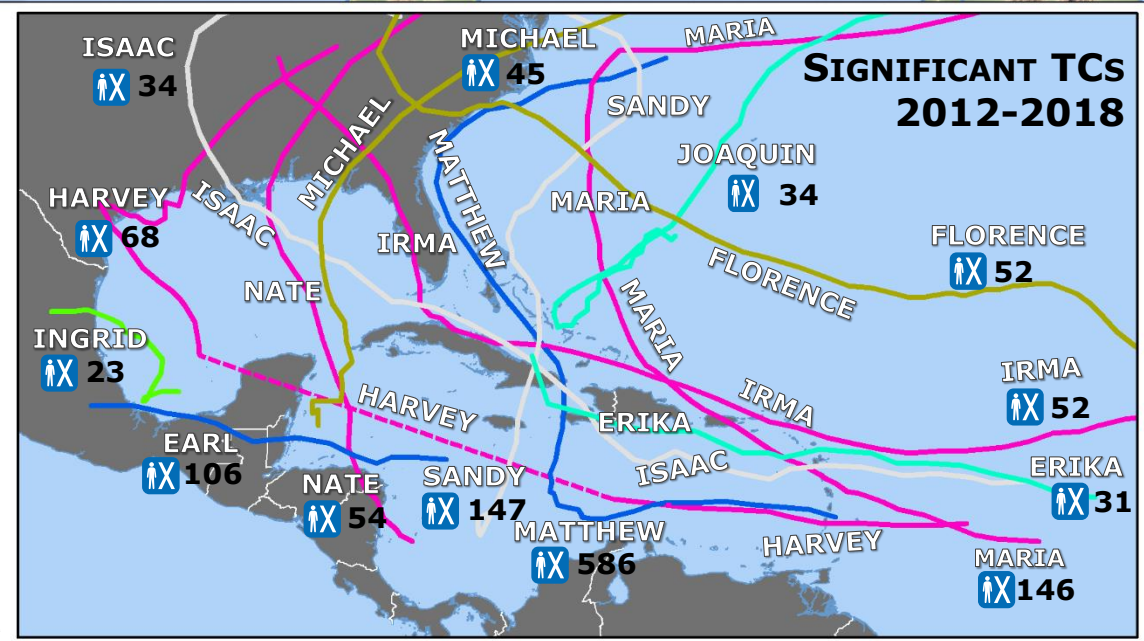 SIGNIFICANT TCS
2012-2018
ISAAC
X 34
MICHAEL
X 45
MARIA
SANDY
JOAQUIN
X 34
MICHAEL
MATTHEW
HARVEY
X 68
ISAAC
MARIA
IRMA
FLORENCE
X 52
FLORENCE
NATE
MARIA
INGRID
X 23
IRMA
X 52
HARVEY
IRMA
ERIKA
EARL
X 106
ISAAC
ERIKA
X 31
NATE
X 54
SANDY
X 147
MATTHEW
X 586
HARVEY
MARIA
X 146